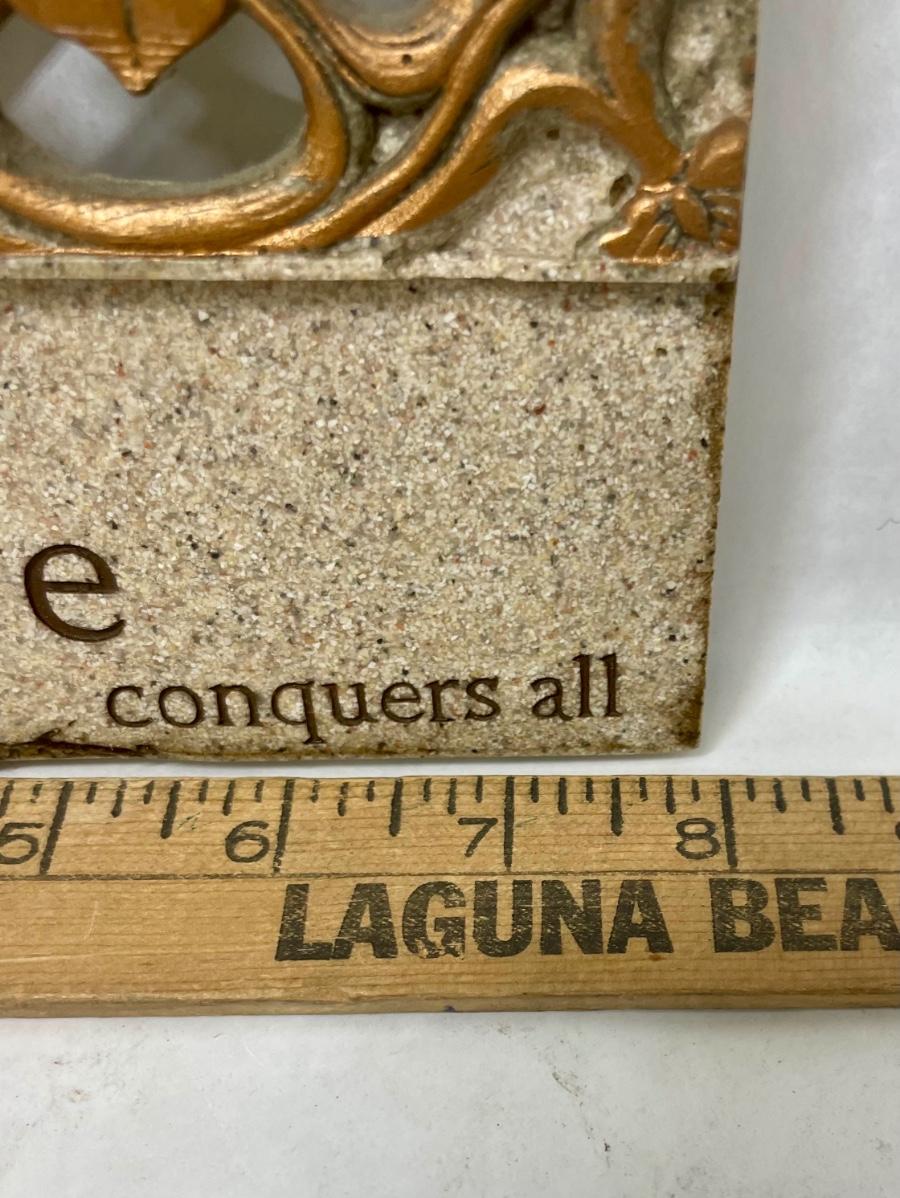 e
conquers all
5 6 7 8
LAGUNA BEA